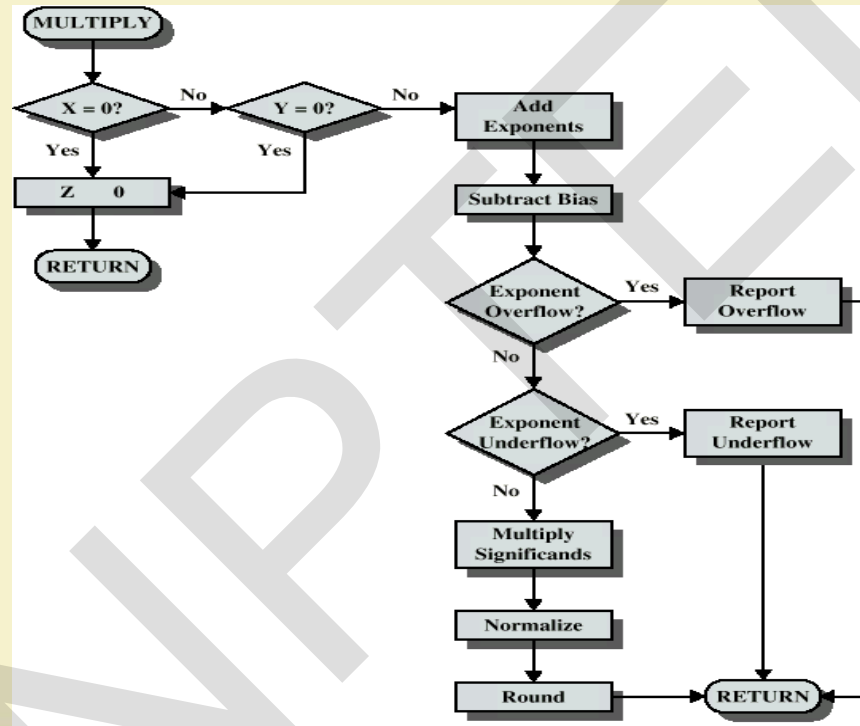 MULTIPLY
X = 0?
No
Y = 0?
No
Add
Exponents
Yes
Yes
Z 0
Subtract Bias
RETURN
Exponent
Overflow?
Yes
Report
Overflow
No
Exponent
Underflow?
Yes
Report
Underflow
No
Multiply
Significands
Normalize
Round
RETURN
NPTEL